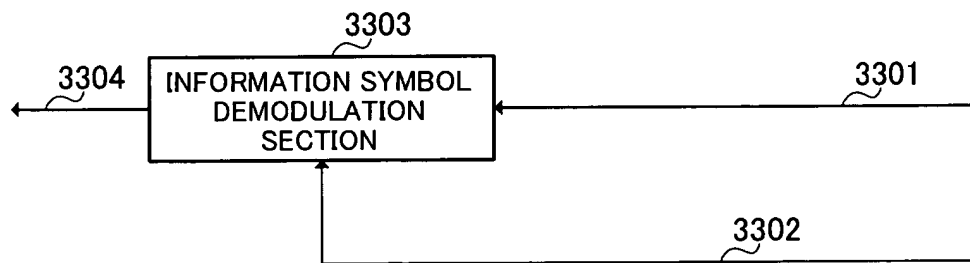 3303
3304
INFORMATION SYMBOL
DEMODULATION
SECTION
3301
3302